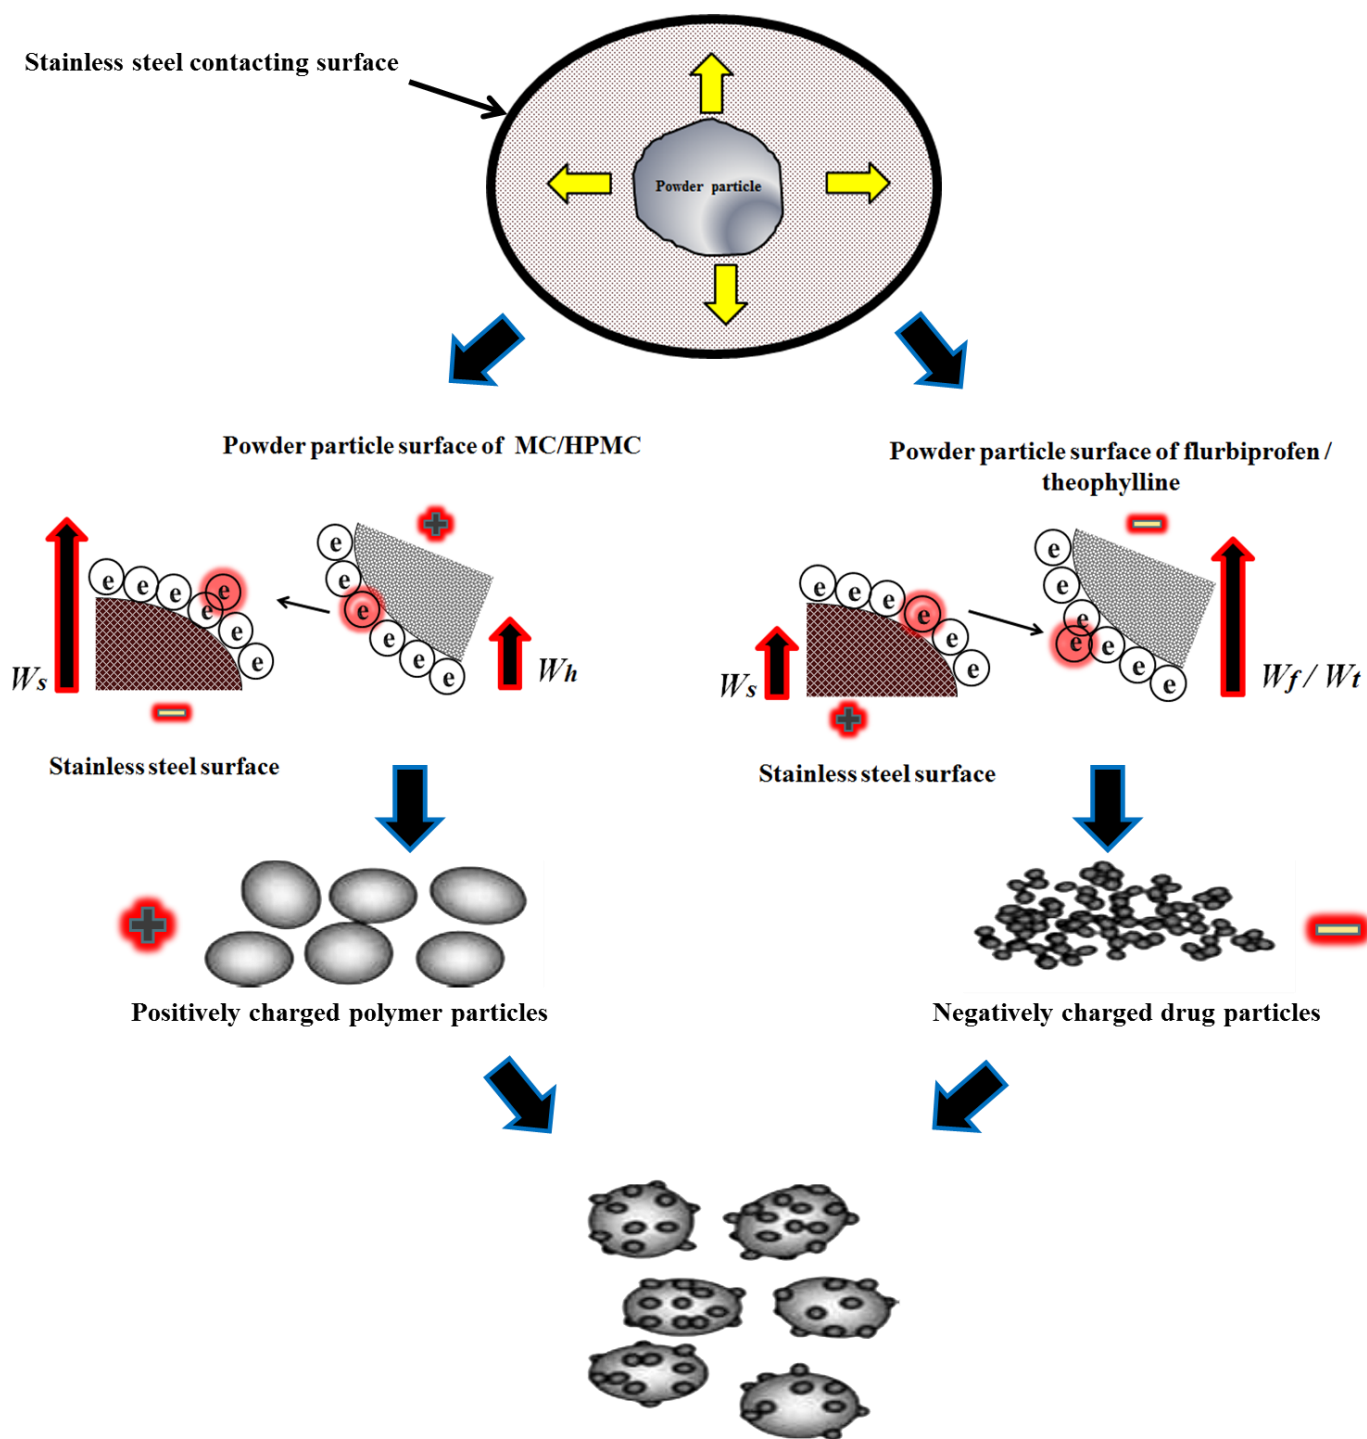 Stainless steel contacting surface
Powder particle
Powder particle surface of MC/HPMC
Powder particle surface of flurbiprofen /
theophylline
e e e e e e e
e e e e e e
Ws
Wh
e e e e e e
e e e e e e e
Ws
Wf / Wt
Stainless steel surface
Stainless steel surface
Positively charged polymer particles
Negatively charged drug particles